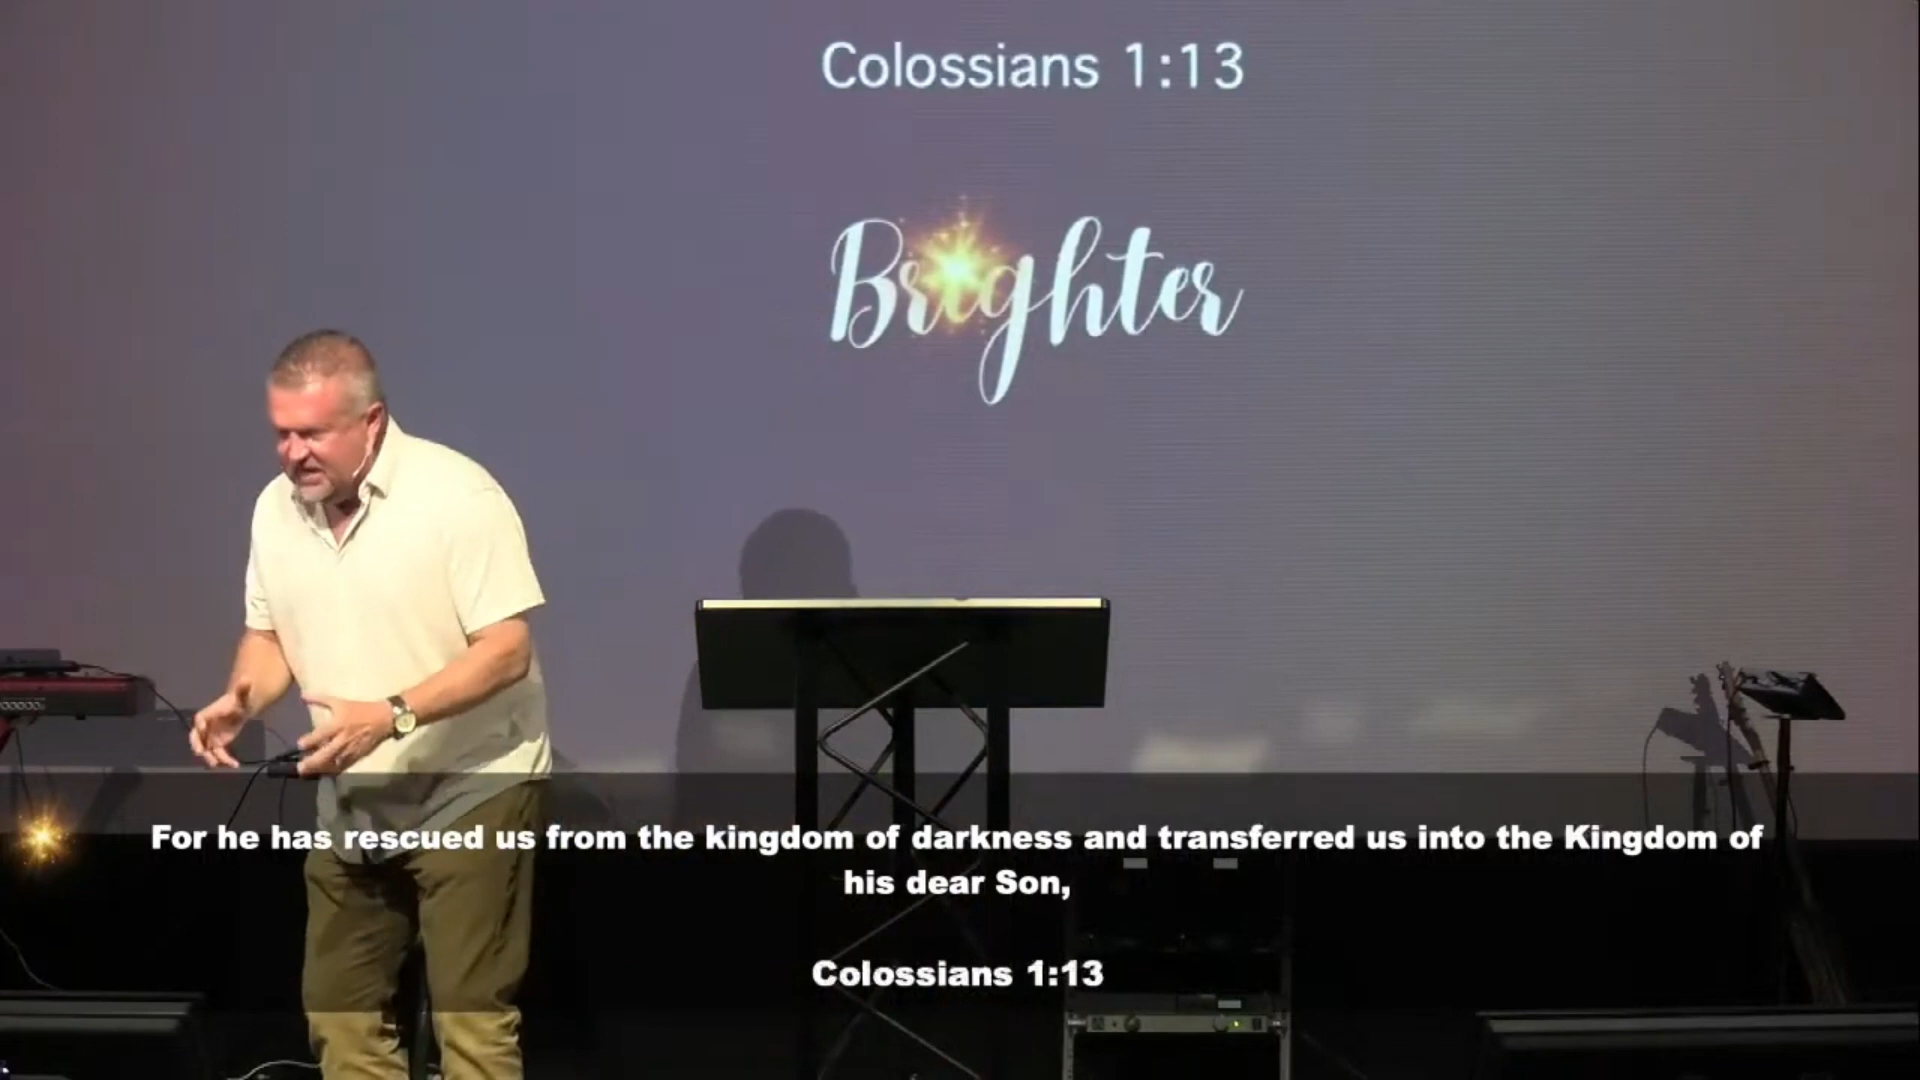 Colossians 1:13
Brighter
For he has rescued us from the kingdom of darkness and transferred us into the Kingdom of
his dear Son,
Colossians 1:13